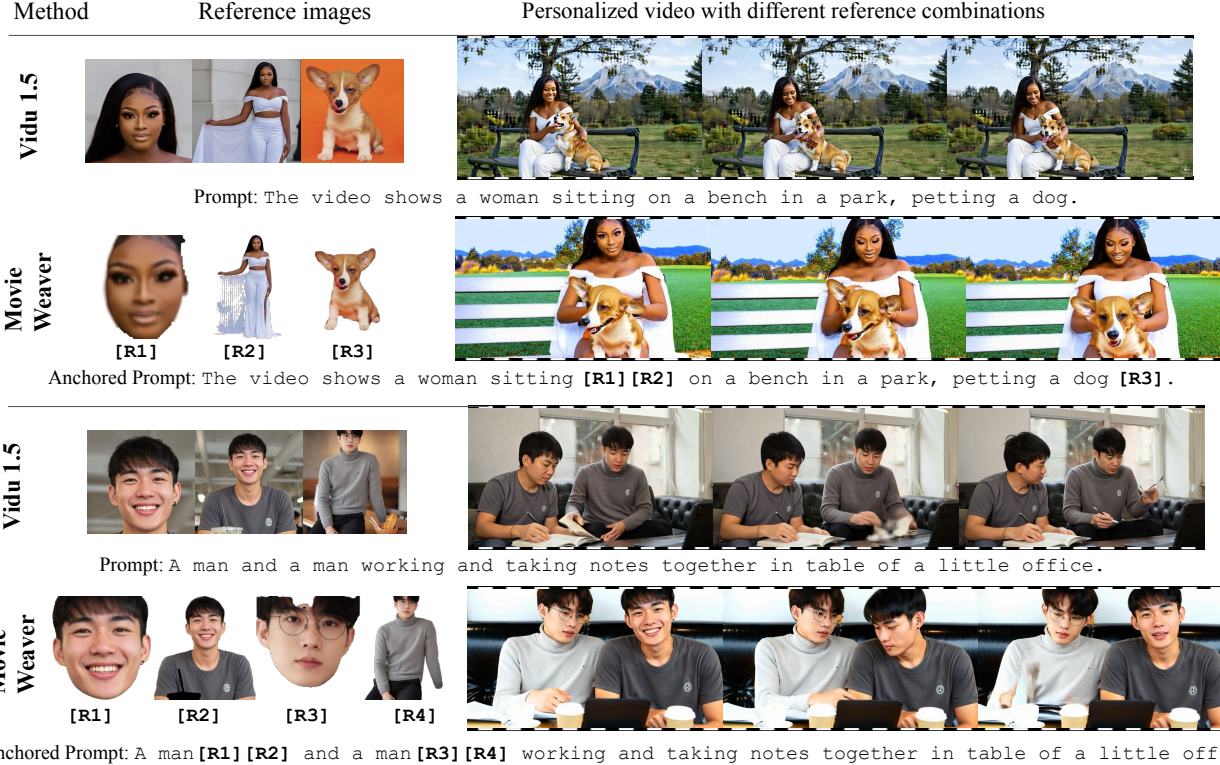 Method Reference images Personalized video with different reference combinations
Vidu 1.5
Prompt: The video shows a woman sitting on a bench in a park, petting a dog.
Movie
Weaver
[R1] [R2] [R3]
Anchored Prompt: The video shows a woman sitting [R1][R2] on a bench in a park, petting a dog [R3].
Vidu 1.5
Prompt: A man and a man working and taking notes together in table of a little office.
Movie
Weaver
[R1] [R2] [R3] [R4]
nchored Prompt: A man[R1][R2] and a man[R3][R4] working and taking notes together in table of a little off